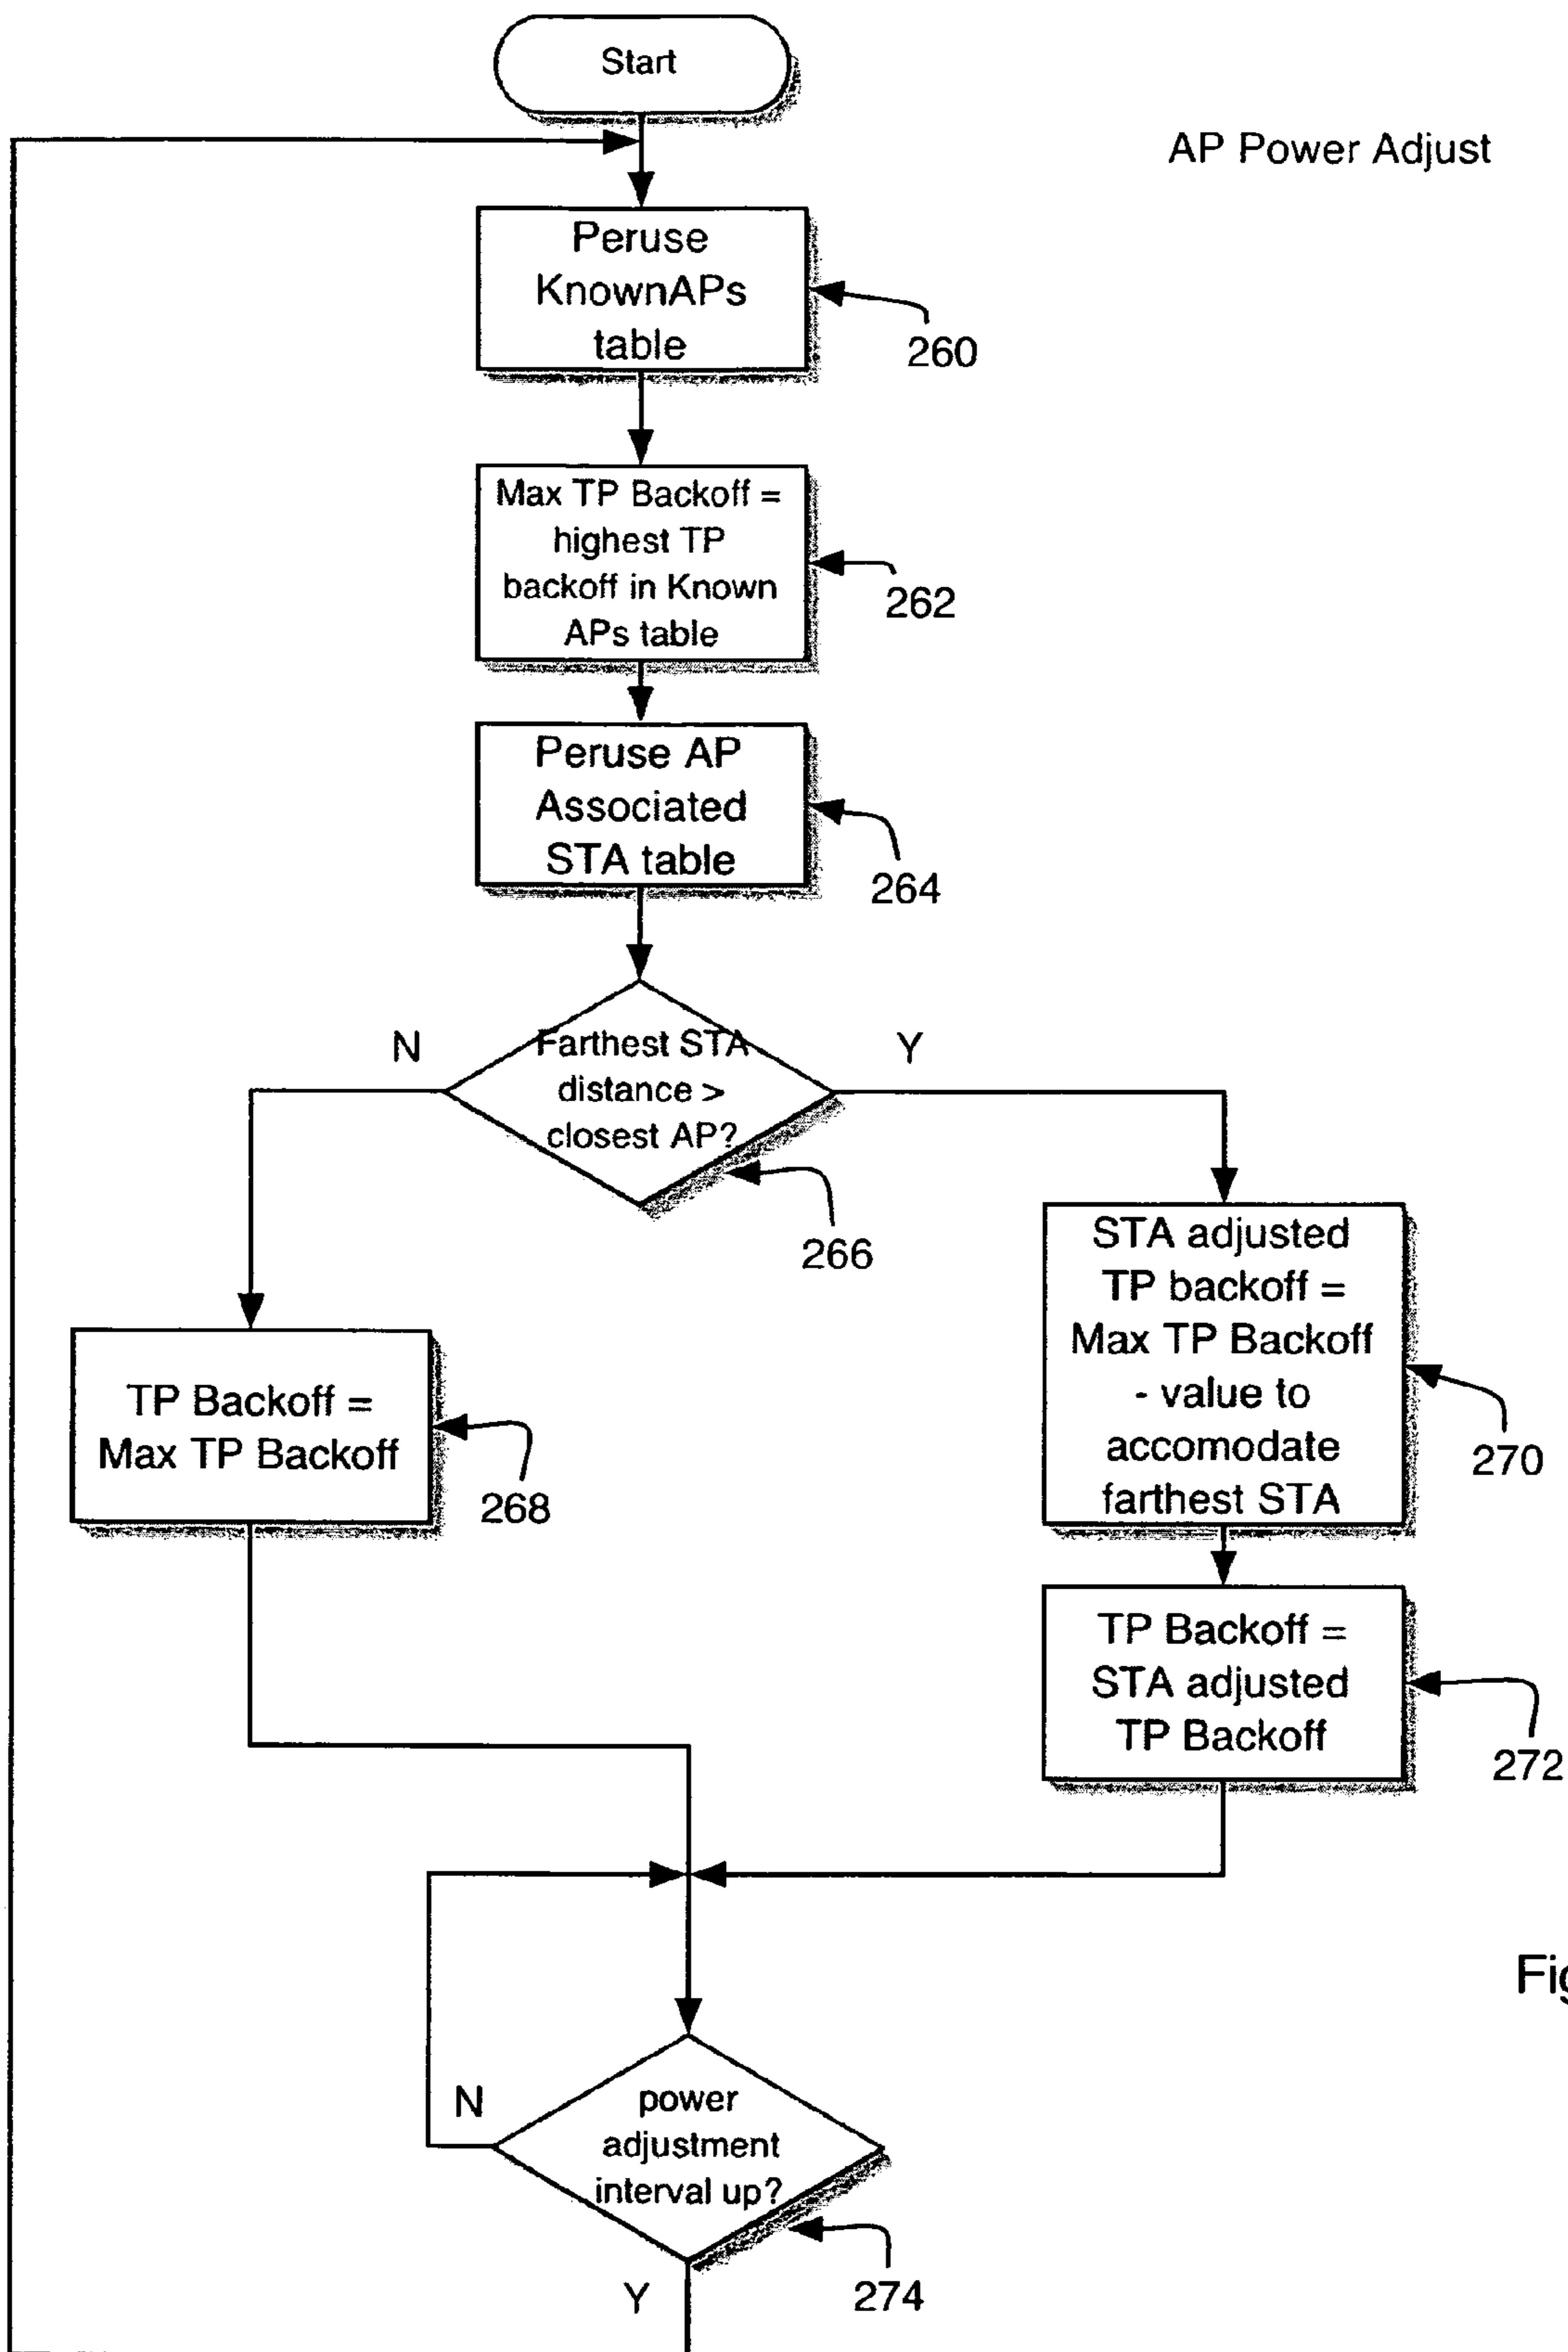 Start
AP Power Adjust
Peruse
KnownAPs
table
260
Max TP Backoff =
highest TP
backoff in Known
APs table
262
Peruse AP
Associated
STA table
264
N
Farthest STA
distance >
closest AP?
Y
266
STA adjusted
TP backoff =
Max TP Backoff
- value to
accomodate
farthest STA
270
TP Backoff =
Max TP Backoff
268
TP Backoff =
STA adjusted
TP Backoff
272
N
power
adjustment
interval up?
Y
274